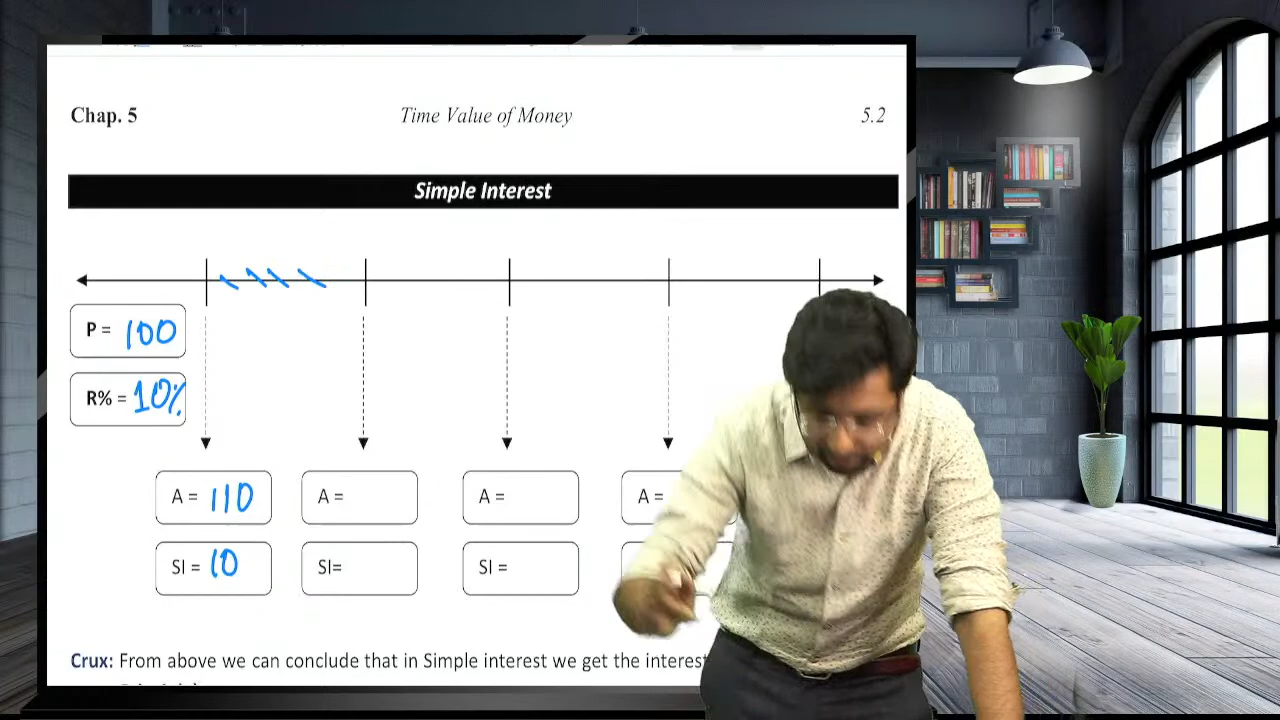 Chap. 5 Time Value of Money 5.2
Simple Interest
P = 100
R% = 10%
A = 110 A = A = A =
SI = 10 SI= SI =
Crux: From above we can conclude that in Simple interest we get the interest